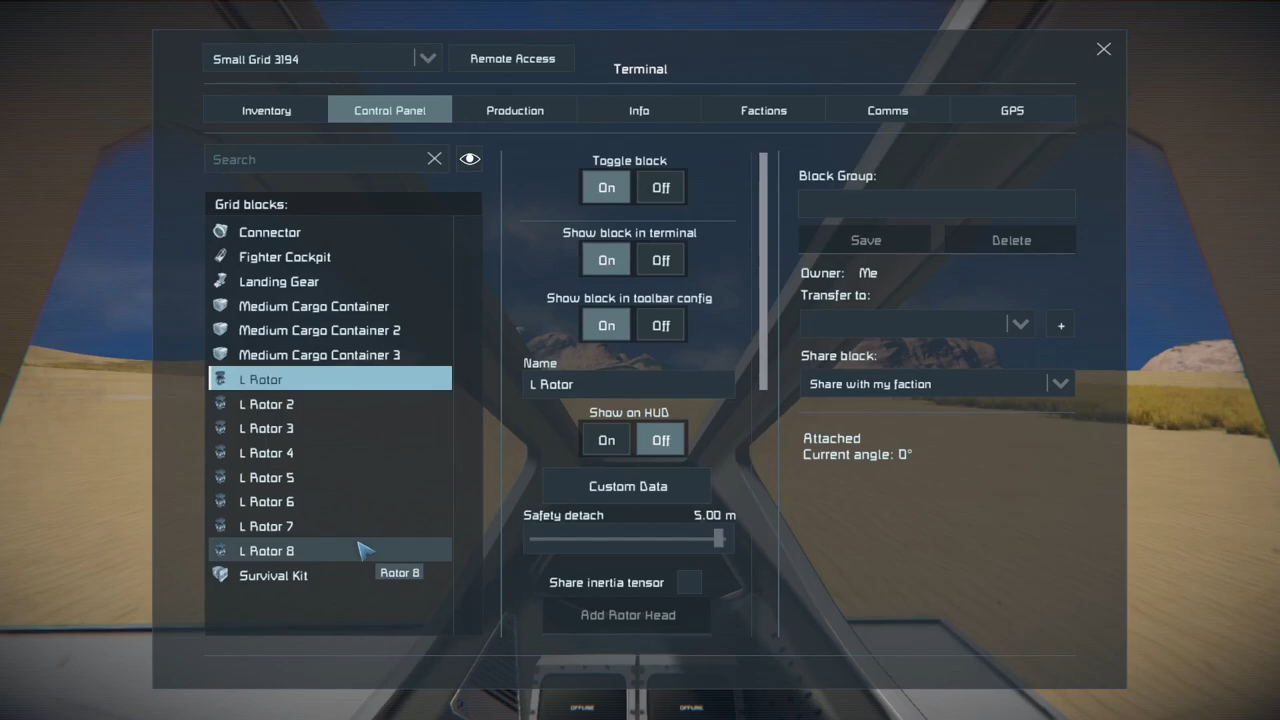 Small Grid 3194
Remote Access
Terminal
Inventory
Control Panel
Production
Info
Factions
Comms
GPS
Search
Grid blocks:
Connector
Fighter Cockpit
Landing Gear
Medium Cargo Container
Medium Cargo Container 2
Medium Cargo Container 3
L Rotor
L Rotor 2
L Rotor 3
L Rotor 4
L Rotor 5
L Rotor 6
L Rotor 7
L Rotor 8
Rotor 8
Survival Kit
Toggle block
On Off
Show block in terminal
On Off
Show block in toolbar config
On Off
Name
L Rotor
Show on HUD
On Off
Custom Data
Safety detach 5.00 m
Share inertia tensor
Add Rotor Head
Block Group:
Save Delete
Owner: Me
Transfer to:
+
Share block:
Share with my faction
Attached
Current angle: 0°
OFFLINE OFFLINE